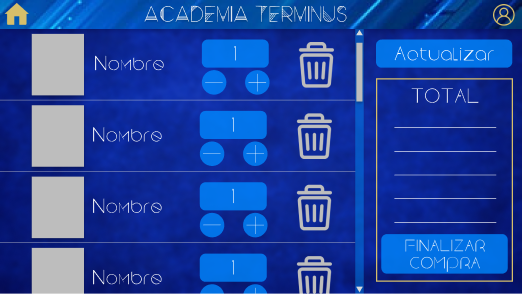 ACADEMIA TERMINUS
Nombre
1
Actualizar
TOTAL
Nombre
1
Nombre
1
FINALIZAR
COMPRA
Nombre
1